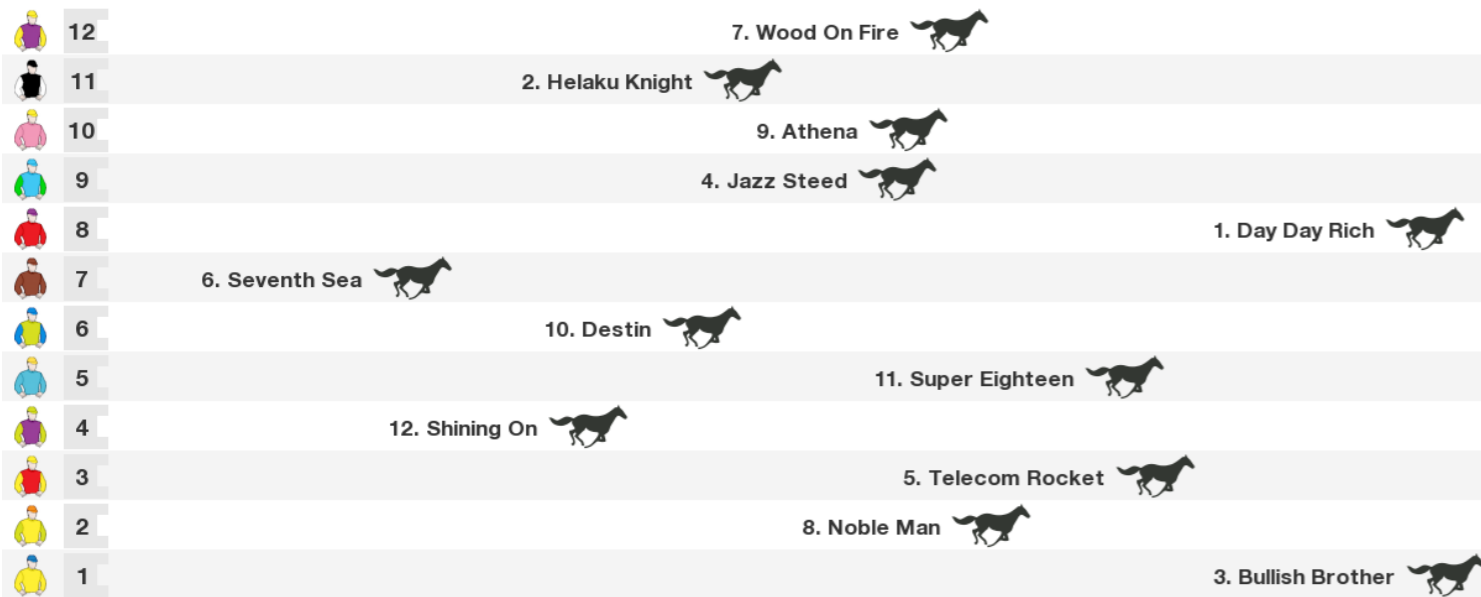 12 7. Wood On Fire
11 2. Helaku Knight
10 9. Athena
9 4. Jazz Steed
8 1. Day Day Rich
7 6. Seventh Sea
6 10. Destin
5 11. Super Eighteen
4 12. Shining On
3 5. Telecom Rocket
2 8. Noble Man
1 3. Bullish Brother